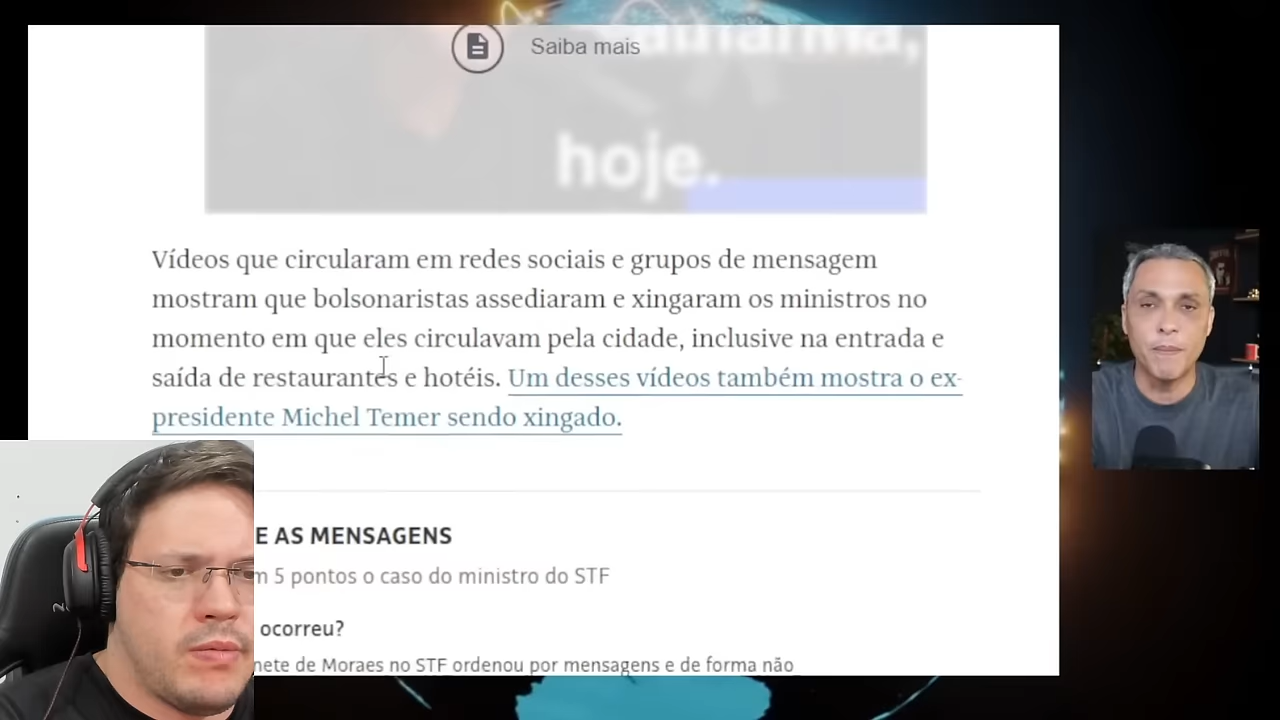 Saiba mais
hoje.
Vídeos que circularam em redes sociais e grupos de mensagem
mostram que bolsonaristas assediaram e xingaram os ministros no
momento em que eles circulavam pela cidade, inclusive na entrada e
saída de restaurantes e hotéis. Um desses vídeos também mostra o ex-
presidente Michel Temer sendo xingado.
E AS MENSAGENS
m 5 pontos o caso do ministro do STF
ocorreu?
nete de Moraes no STF ordenou por mensagens e de forma não